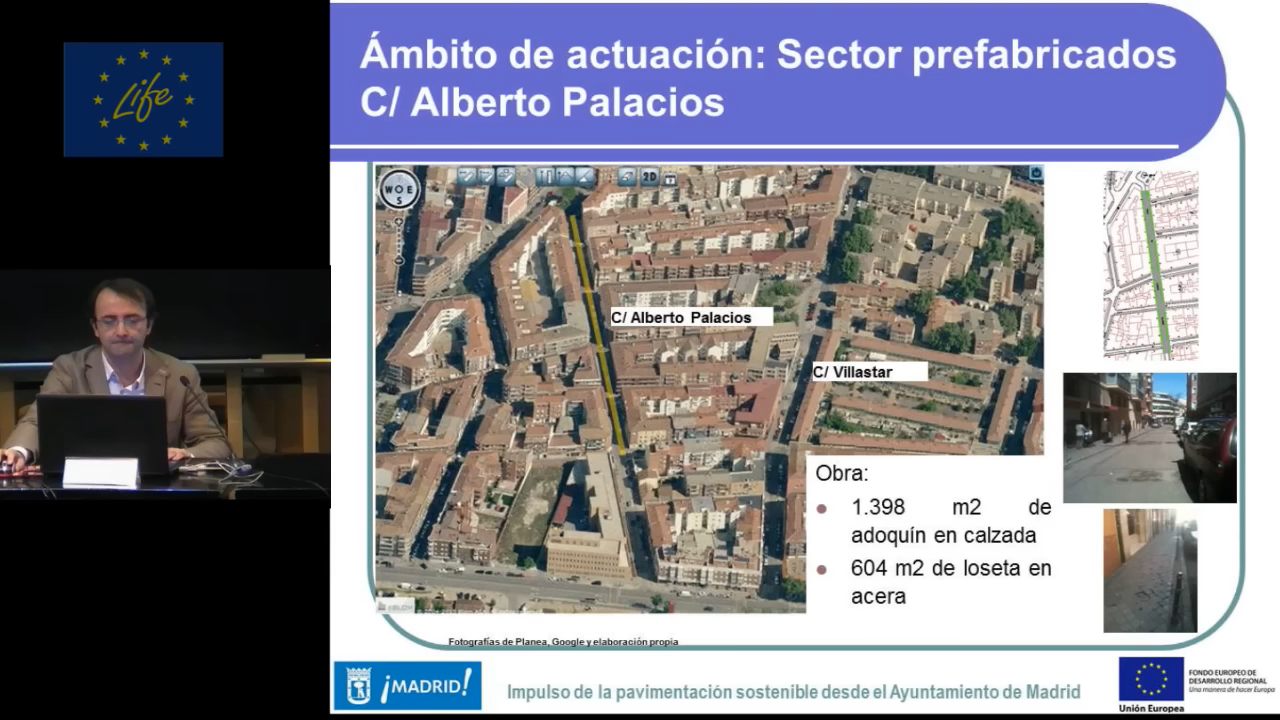 Life
Ámbito de actuación: Sector prefabricados
C/ Alberto Palacios
W O E
S
2D
C/ Alberto Palacios
C/ Villastar
Obra:
1.398 m2 de
adoquín en calzada
604 m2 de loseta en
acera
Fotografías de Planea, Google y elaboración propia
¡MADRID!
Impulso de la pavimentación sostenible desde el Ayuntamiento de Madrid
Unión Europea
FONDO EUROPEO DE
DESARROLLO REGIONAL
Una manera de hacer Europa